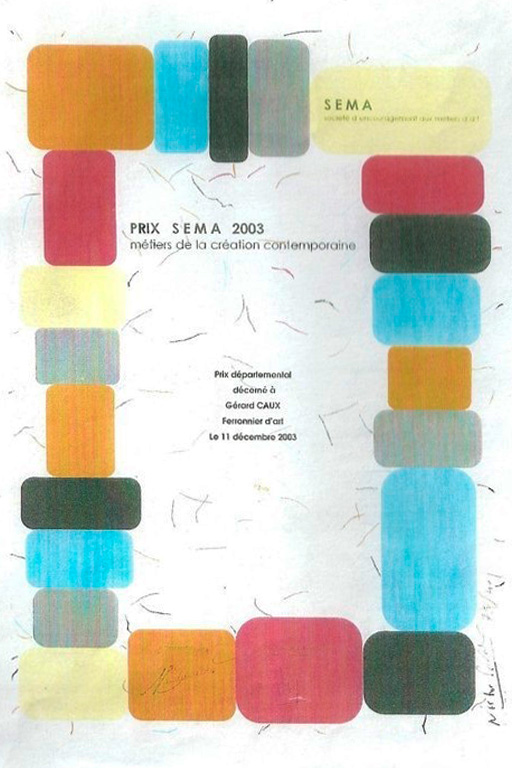 SEMA
société d'encouragement aux métiers d'art
PRIX SEMA 2003
métiers de la création contemporaine
Prix départemental
décerné à
Gérard CAUX
Ferronnier d'art
Le 11 décembre 2003